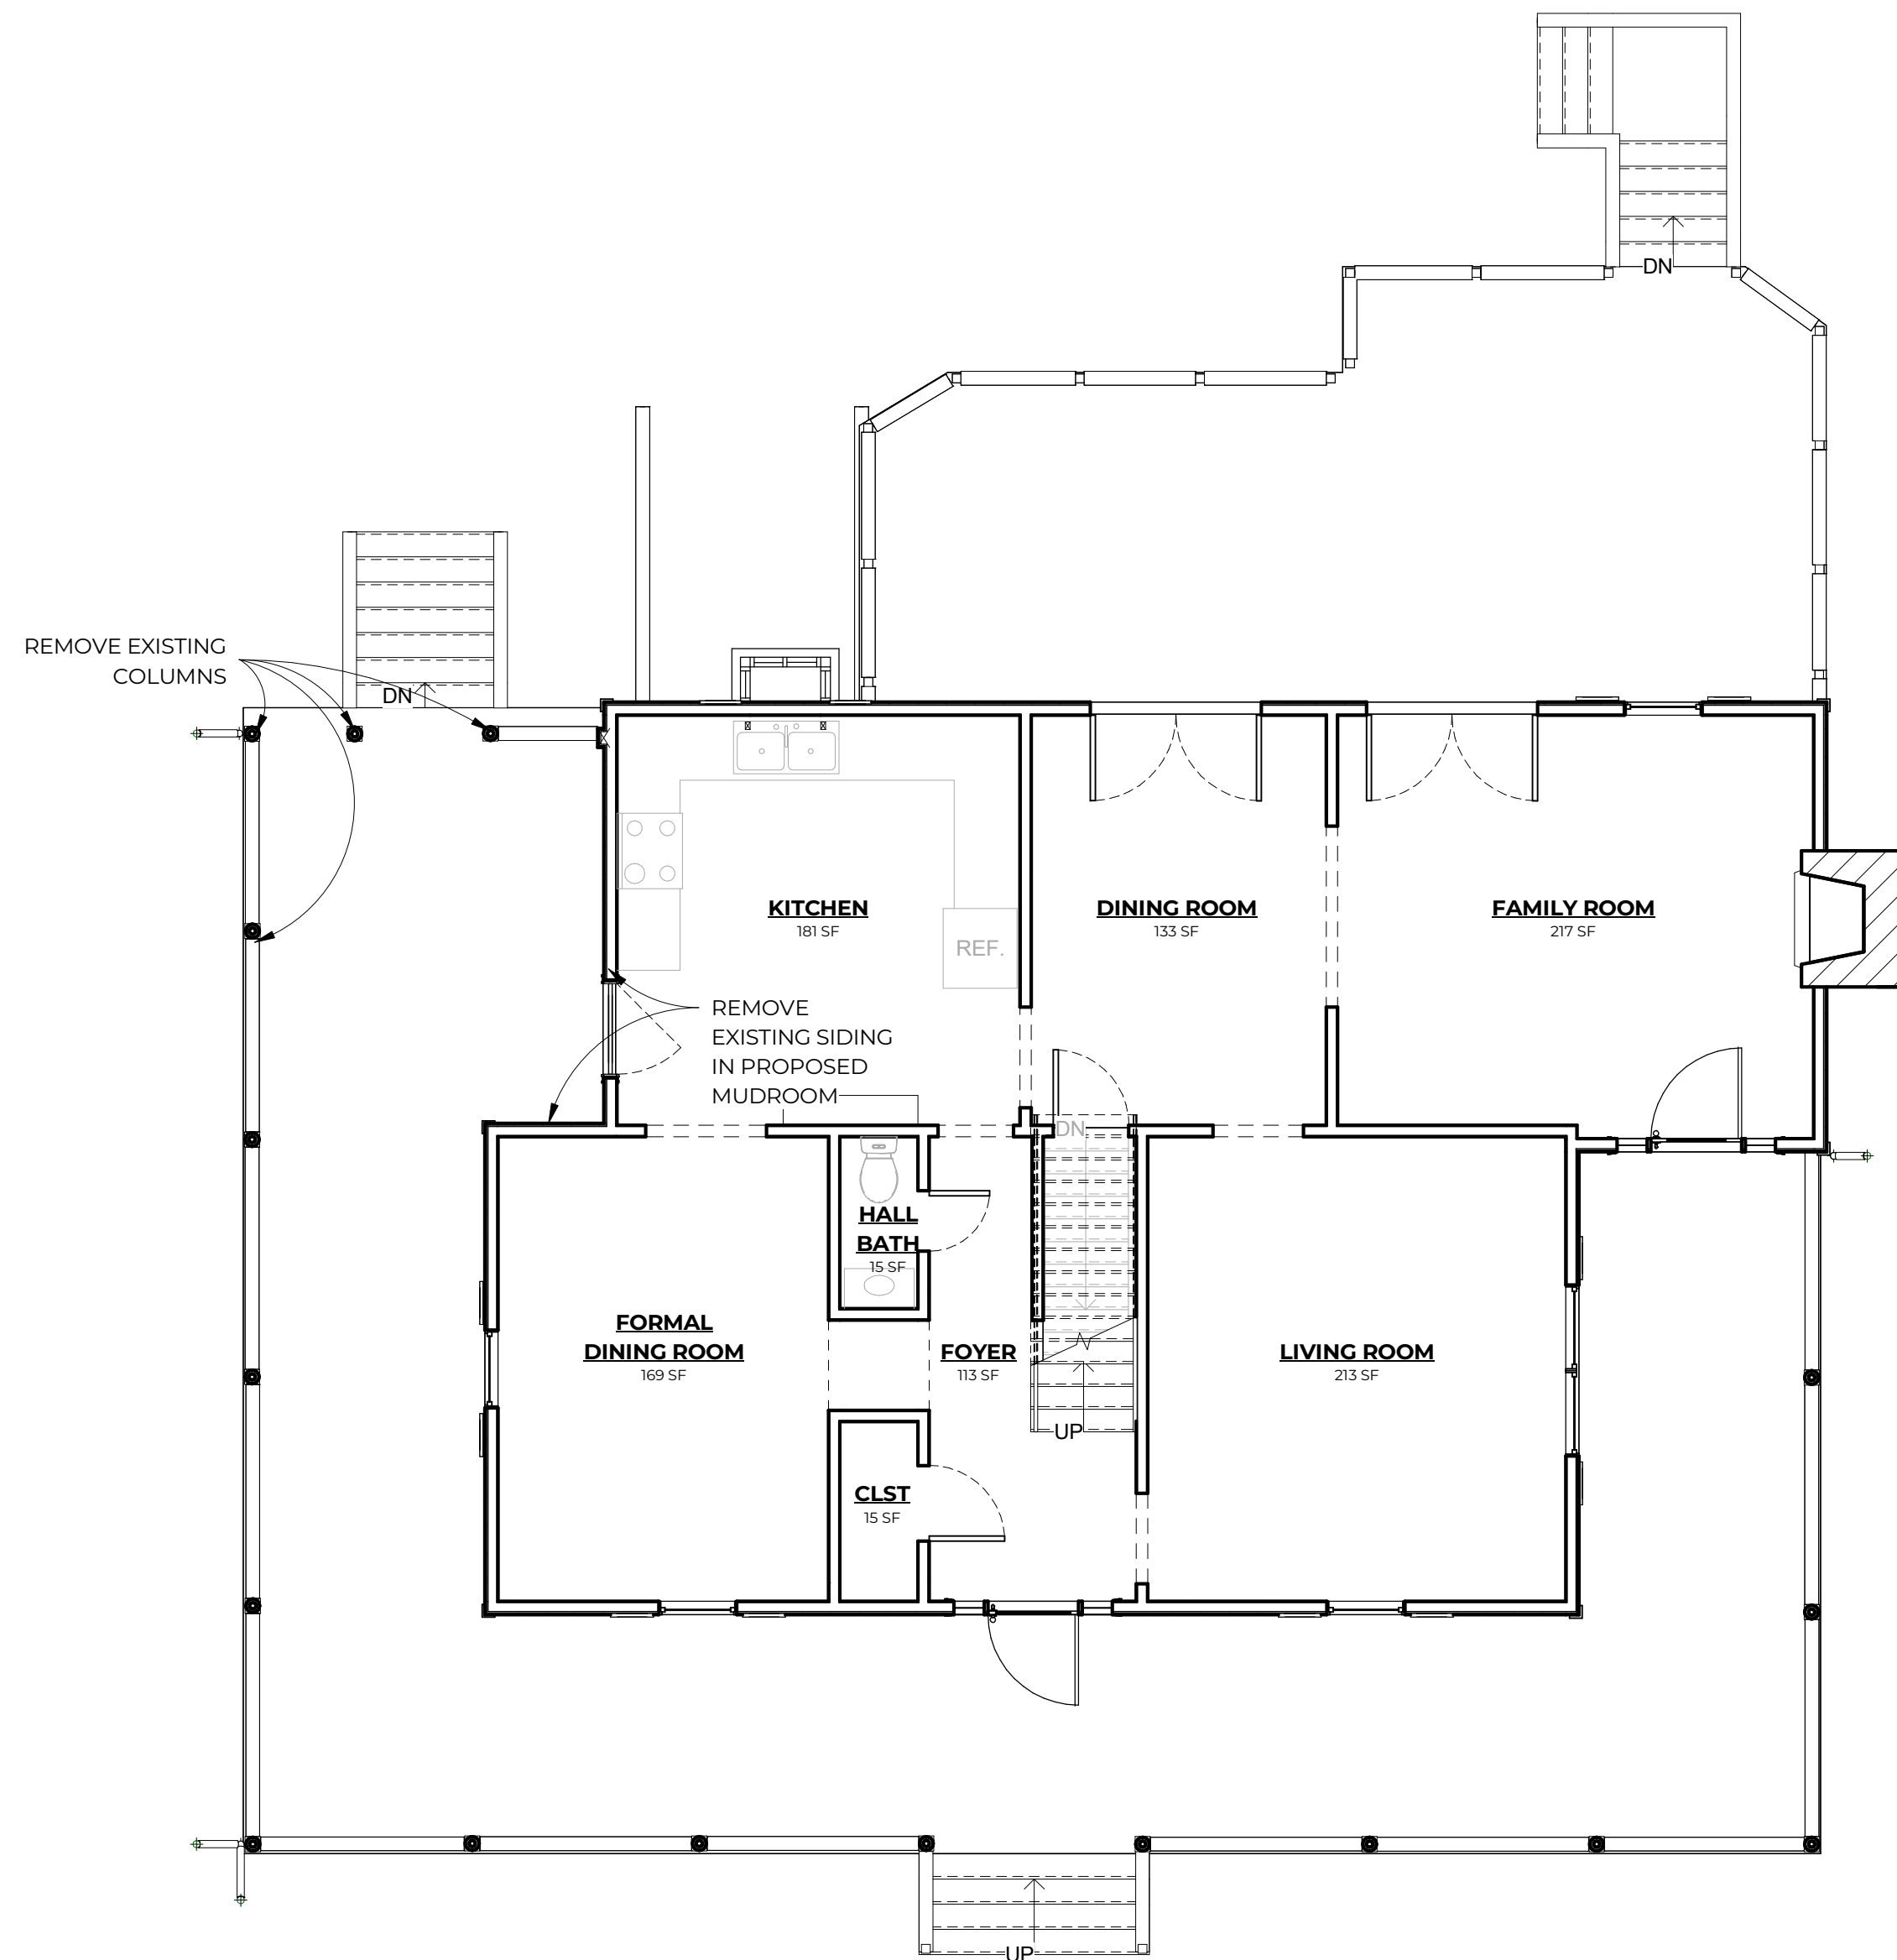 DN
REMOVE EXISTING
COLUMNS
DN
KITCHEN
181 SF
DINING ROOM
133 SF
FAMILY ROOM
217 SF
REF.
REMOVE
EXISTING SIDING
IN PROPOSED
MUDROOM
DN
HALL
BATH
15 SF
FORMAL
DINING ROOM
169 SF
FOYER
113 SF
LIVING ROOM
213 SF
UP
CLST
15 SF
UP